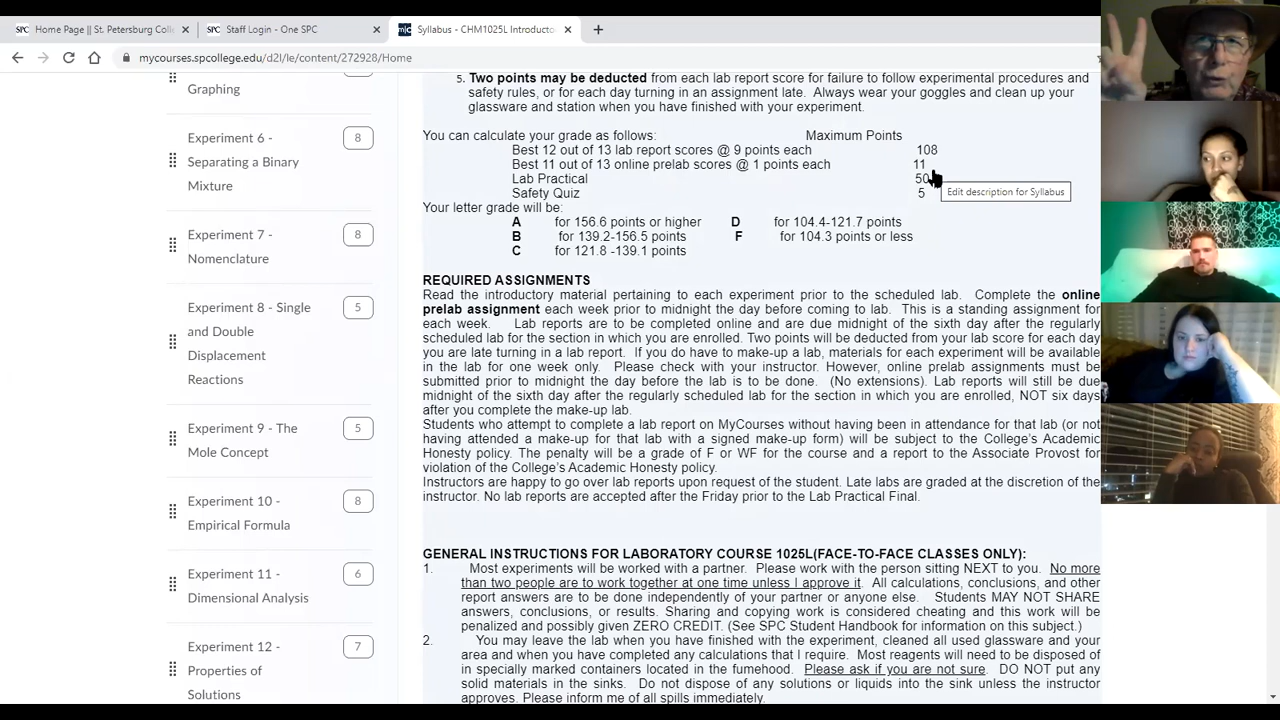 Home Page || St. Petersburg Coll
Staff Login - One SPC
Syllabus - CHM1025L Introducto
mycourses.spcollege.edu/d2l/le/content/272928/Home
Graphing
Experiment 6 -
Separating a Binary
Mixture
8
Experiment 7 -
Nomenclature
8
Experiment 8 - Single
and Double
Displacement
Reactions
5
Experiment 9 - The
Mole Concept
5
Experiment 10 -
Empirical Formula
8
Experiment 11 -
Dimensional Analysis
6
Experiment 12 -
Properties of
Solutions
7
5. Two points may be deducted from each lab report score for failure to follow experimental procedures and
safety rules, or for each day turning in an assignment late. Always wear your goggles and clean up your
glassware and station when you have finished with your experiment.
You can calculate your grade as follows: Maximum Points
Best 12 out of 13 lab report scores @ 9 points each 108
Best 11 out of 13 online prelab scores @ 1 points each 11
Lab Practical 50
Safety Quiz 5
Edit description for Syllabus
Your letter grade will be:
A for 156.6 points or higher D for 104.4-121.7 points
B for 139.2-156.5 points F for 104.3 points or less
C for 121.8 -139.1 points
REQUIRED ASSIGNMENTS
Read the introductory material pertaining to each experiment prior to the scheduled lab. Complete the online
prelab assignment each week prior to midnight the day before coming to lab. This is a standing assignment for
each week. Lab reports are to be completed online and are due midnight of the sixth day after the regularly
scheduled lab for the section in which you are enrolled. Two points will be deducted from your lab score for each day
you are late turning in a lab report. If you do have to make-up a lab, materials for each experiment will be available
in the lab for one week only. Please check with your instructor. However, online prelab assignments must be
submitted prior to midnight the day before the lab is to be done. (No extensions). Lab reports will still be due
midnight of the sixth day after the regularly scheduled lab for the section in which you are enrolled, NOT six days
after you complete the make-up lab.
Students who attempt to complete a lab report on MyCourses without having been in attendance for that lab (or not
having attended a make-up for that lab with a signed make-up form) will be subject to the College's Academic
Honesty policy. The penalty will be a grade of F or WF for the course and a report to the Associate Provost for
violation of the College's Academic Honesty policy.
Instructors are happy to go over lab reports upon request of the student. Late labs are graded at the discretion of the
instructor. No lab reports are accepted after the Friday prior to the Lab Practical Final.
GENERAL INSTRUCTIONS FOR LABORATORY COURSE 1025L(FACE-TO-FACE CLASSES ONLY):
1. Most experiments will be worked with a partner. Please work with the person sitting NEXT to you. No more
than two people are to work together at one time unless I approve it. All calculations, conclusions, and other
report answers are to be done independently of your partner or anyone else. Students MAY NOT SHARE
answers, conclusions, or results. Sharing and copying work is considered cheating and this work will be
penalized and possibly given ZERO CREDIT. (See SPC Student Handbook for information on this subject.)
2. You may leave the lab when you have finished with the experiment, cleaned all used glassware and your
area and when you have completed any calculations that I require. Most reagents will need to be disposed of
in specially marked containers located in the fumehood. Please ask if you are not sure. DO NOT put any
solid materials in the sinks. Do not dispose of any solutions or liquids into the sink unless the instructor
approves. Please inform me of all spills immediately.